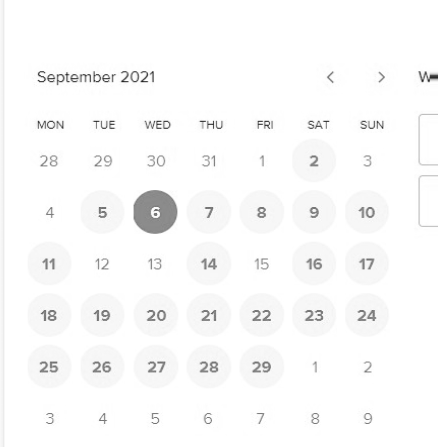 September 2021 < > W
MON TUE WED THU FRI SAT SUN
28 29 30 31 1 2 3
4 5 6 7 8 9 10
11 12 13 14 15 16 17
18 19 20 21 22 23 24
25 26 27 28 29 1 2
3 4 5 6 7 8 9